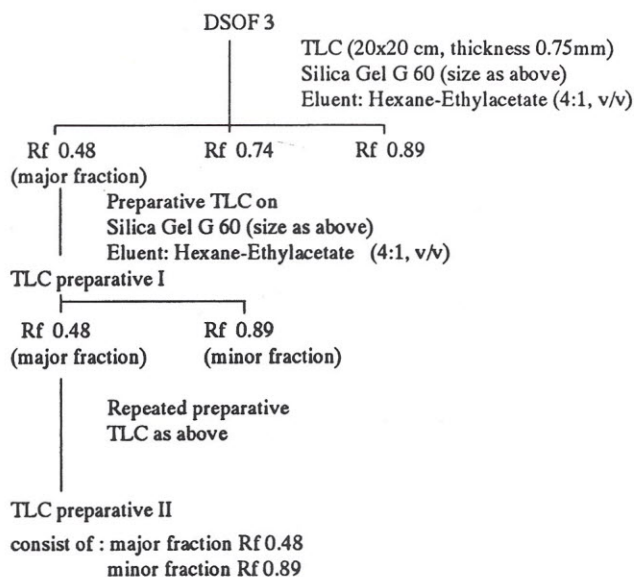 DSOF 3
TLC (20x20 cm, thickness 0.75mm)
Silica Gel G 60 (size as above)
Eluent: Hexane-Ethylacetate (4:1, v/v)
Rf 0.48
(major fraction)
Rf 0.74
Rf 0.89
Preparative TLC on
Silica Gel G 60 (size as above)
Eluent: Hexane-Ethylacetate (4:1, v/v)
TLC preparative I
Rf 0.48
(major fraction)
Rf 0.89
(minor fraction)
Repeated preparative
TLC as above
TLC preparative II
consist of : major fraction Rf 0.48
minor fraction Rf 0.89